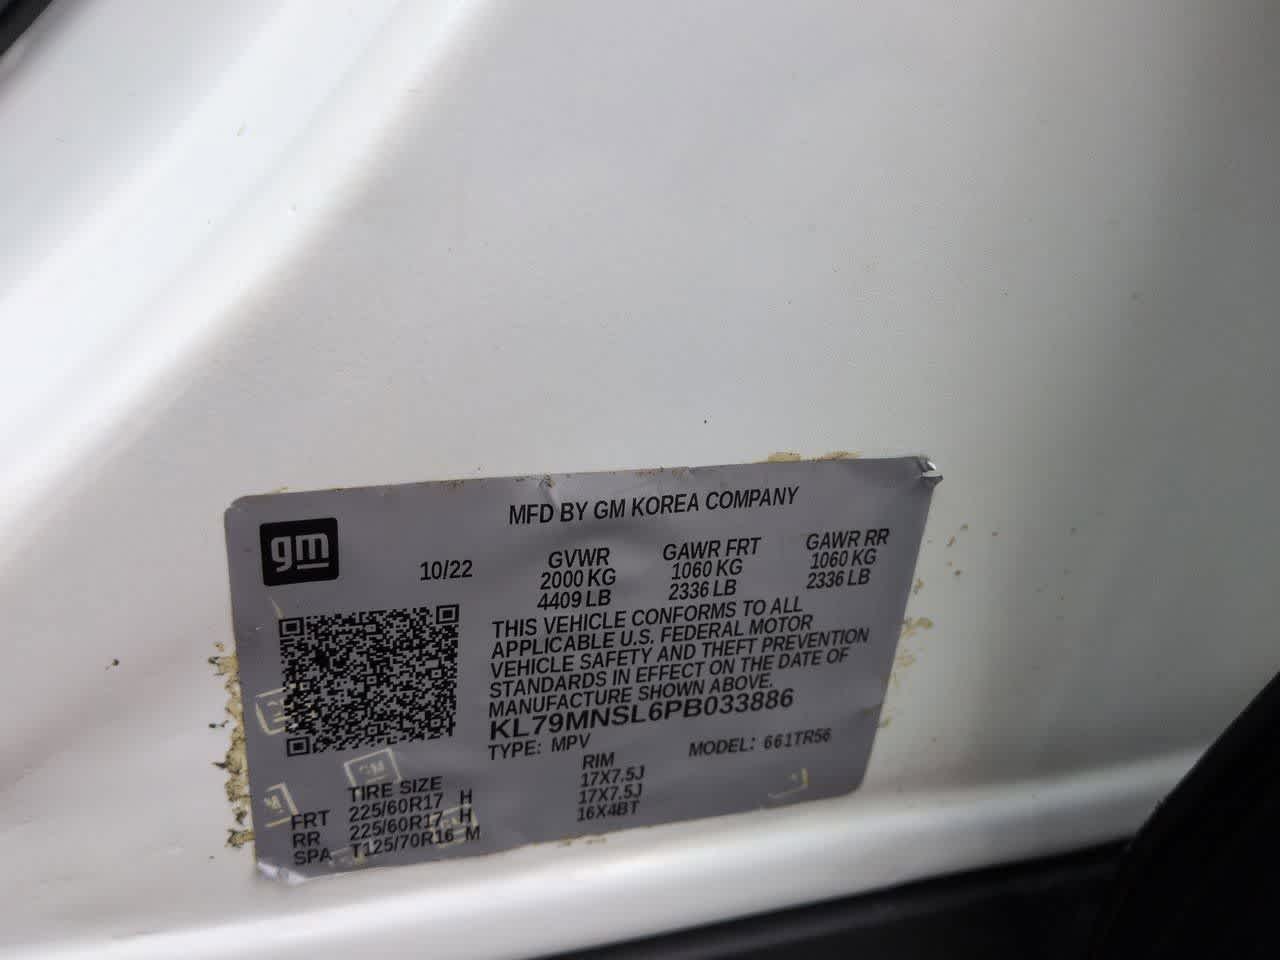 MFD BY GM KOREA COMPANY
gm
10/22
GVWR GAWR FRT GAWR RR
2000 KG 1060 KG 1060 KG
4409 LB 2336 LB 2336 LB
THIS VEHICLE CONFORMS TO ALL
APPLICABLE U.S. FEDERAL MOTOR
VEHICLE SAFETY AND THEFT PREVENTION
STANDARDS IN EFFECT ON THE DATE OF
MANUFACTURE SHOWN ABOVE.
KL79MNSL6PB033886
TYPE: MPV MODEL: 661TR56
TIRE SIZE RIM
FRT 225/60R17 H 17X7.5J
RR 225/60R17 H 17X7.5J
SPA T125/70R16 M 16X4BT
GM